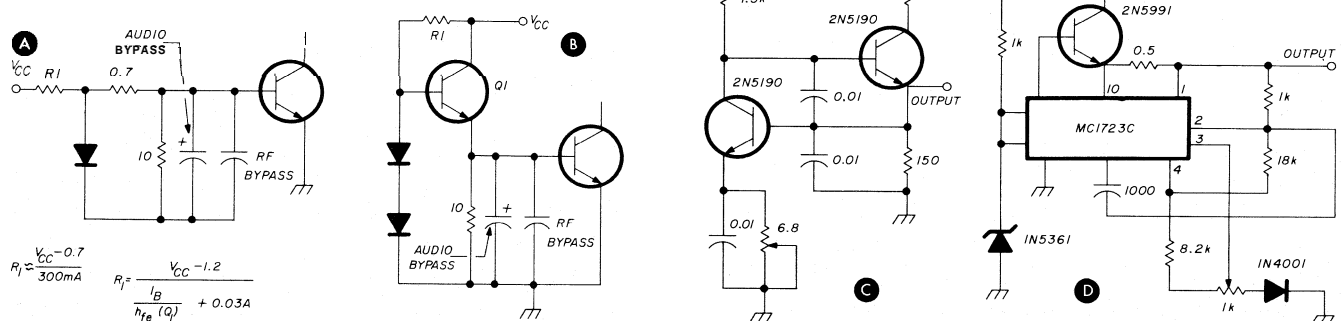 A
AUDIO
BYPASS
VCC
R1
0.7
10
+
RF
BYPASS
R1≈ VCC-0.7
300mA
B
R1
VCC
Q1
10
+
AUDIO
BYPASS
RF
BYPASS
R1= VCC-1.2
IB
hfe (Q1)
+ 0.03A
C
2N5190
2N5190
0.01
0.01
OUTPUT
150
0.01
6.8
D
2N5991
1k
0.5
OUTPUT
10
1
1k
MC1723C
2
3
4
18k
1000
1N5361
8.2k
1N4001
1k